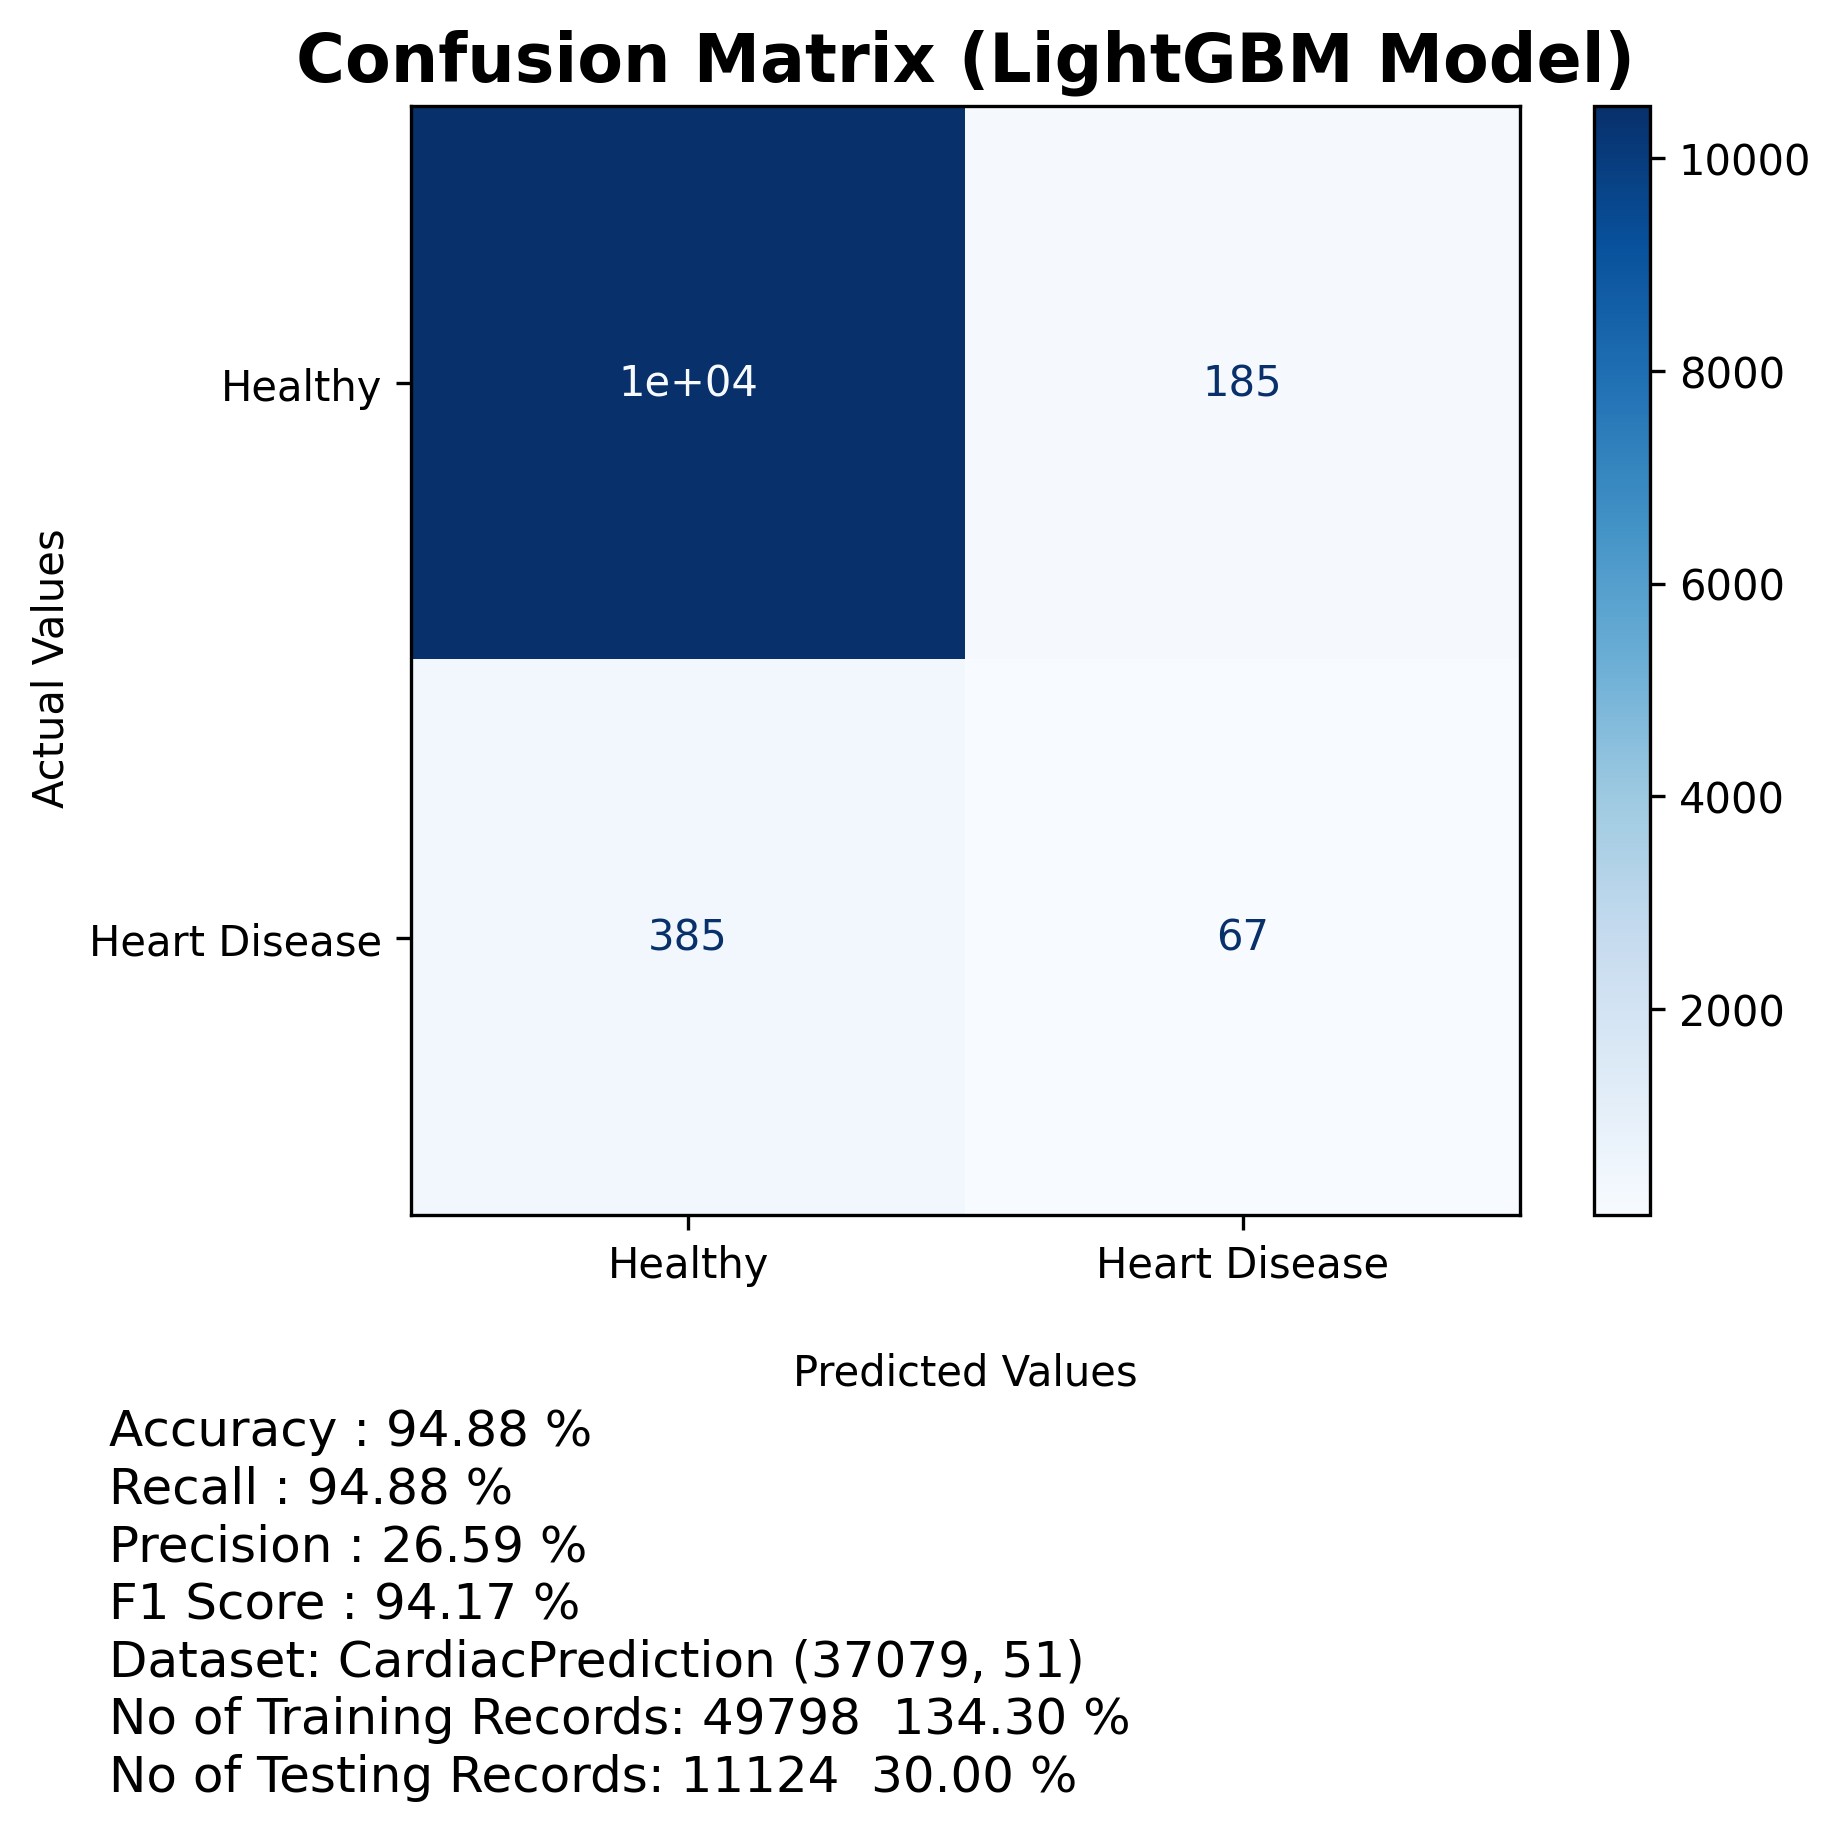 Confusion Matrix (LightGBM Model)
10000
1e+04
185
Healthy
8000
6000
Actual Values
4000
385
67
Heart Disease
2000
Healthy
Heart Disease
Predicted Values
Accuracy : 94.88 %
Recall : 94.88 %
Precision : 26.59 %
F1 Score : 94.17 %
Dataset: CardiacPrediction (37079, 51)
No of Training Records: 49798  134.30 %
No of Testing Records: 11124  30.00 %